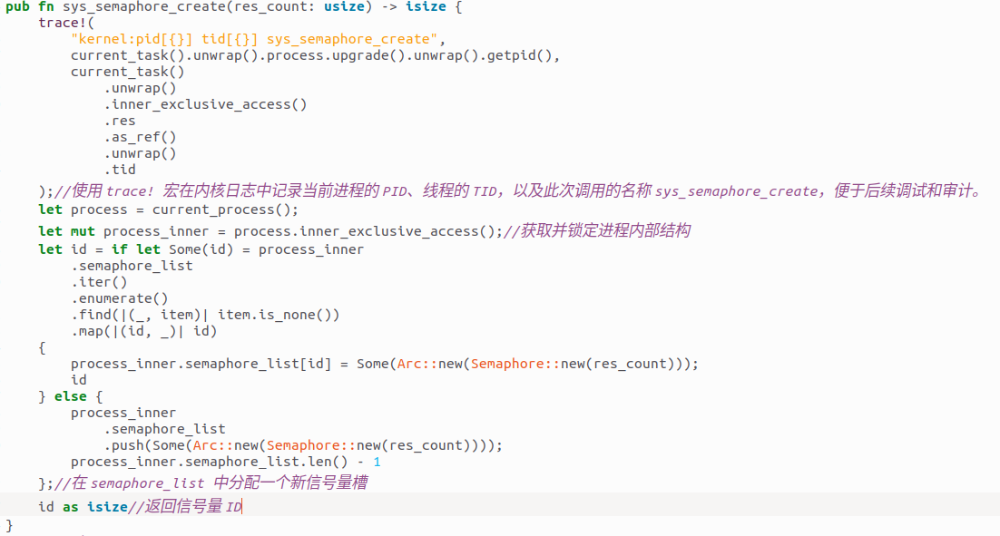 pub fn sys_semaphore_create(res_count: usize) -> isize {
    trace!(
        "kernel:pid[{}] tid[{}] sys_semaphore_create",
        current_task().unwrap().process.upgrade().unwrap().getpid(),
        current_task()
            .unwrap()
            .inner_exclusive_access()
            .res
            .as_ref()
            .unwrap()
            .tid
    );//使用 trace! 宏在内核日志中记录当前进程的 PID、线程的 TID，以及此次调用的名称 sys_semaphore_create，便于后续调试和审计。
    let process = current_process();
    let mut process_inner = process.inner_exclusive_access();//获取并锁定进程内部结构
    let id = if let Some(id) = process_inner
        .semaphore_list
        .iter()
        .enumerate()
        .find(|(_, item)| item.is_none())
        .map(|(id, _)| id)
    {
        process_inner.semaphore_list[id] = Some(Arc::new(Semaphore::new(res_count)));
        id
    } else {
        process_inner
            .semaphore_list
            .push(Some(Arc::new(Semaphore::new(res_count))));
        process_inner.semaphore_list.len() - 1
    };//在 semaphore_list 中分配一个新信号量槽
    id as isize//返回信号量 ID
}